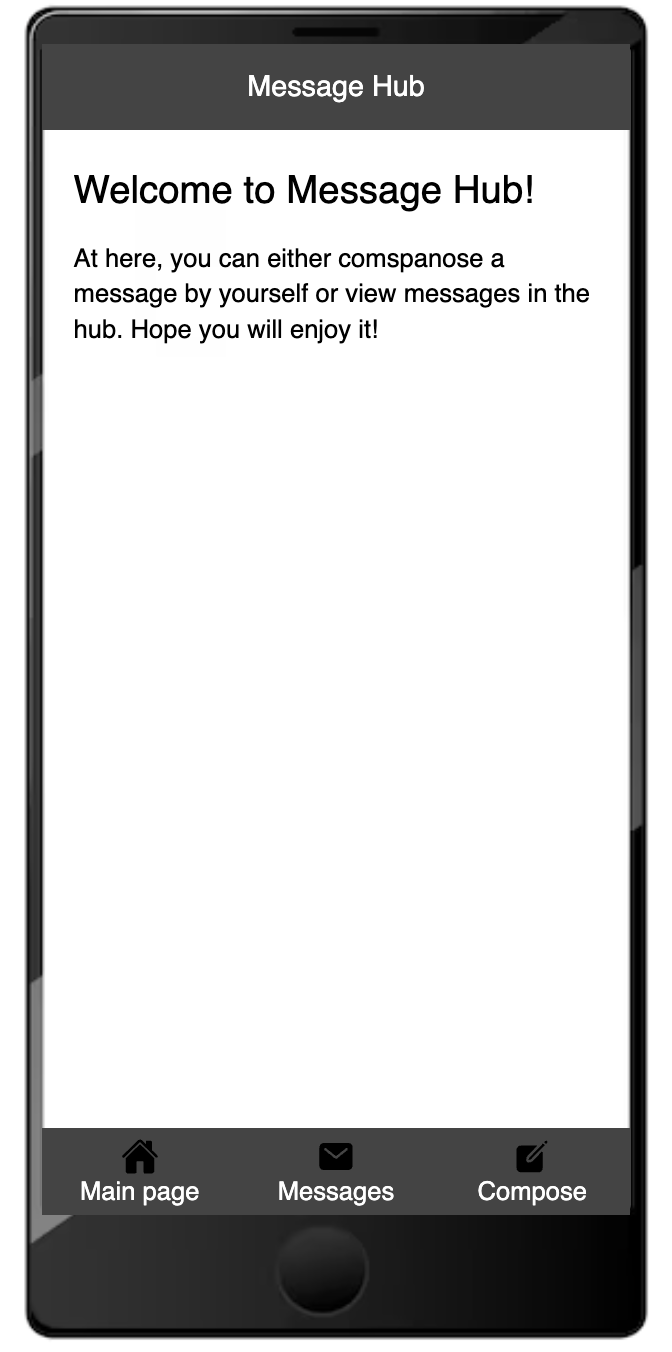 Message Hub
Welcome to Message Hub!
At here, you can either comspanose a
message by yourself or view messages in the
hub. Hope you will enjoy it!
Main page Messages Compose